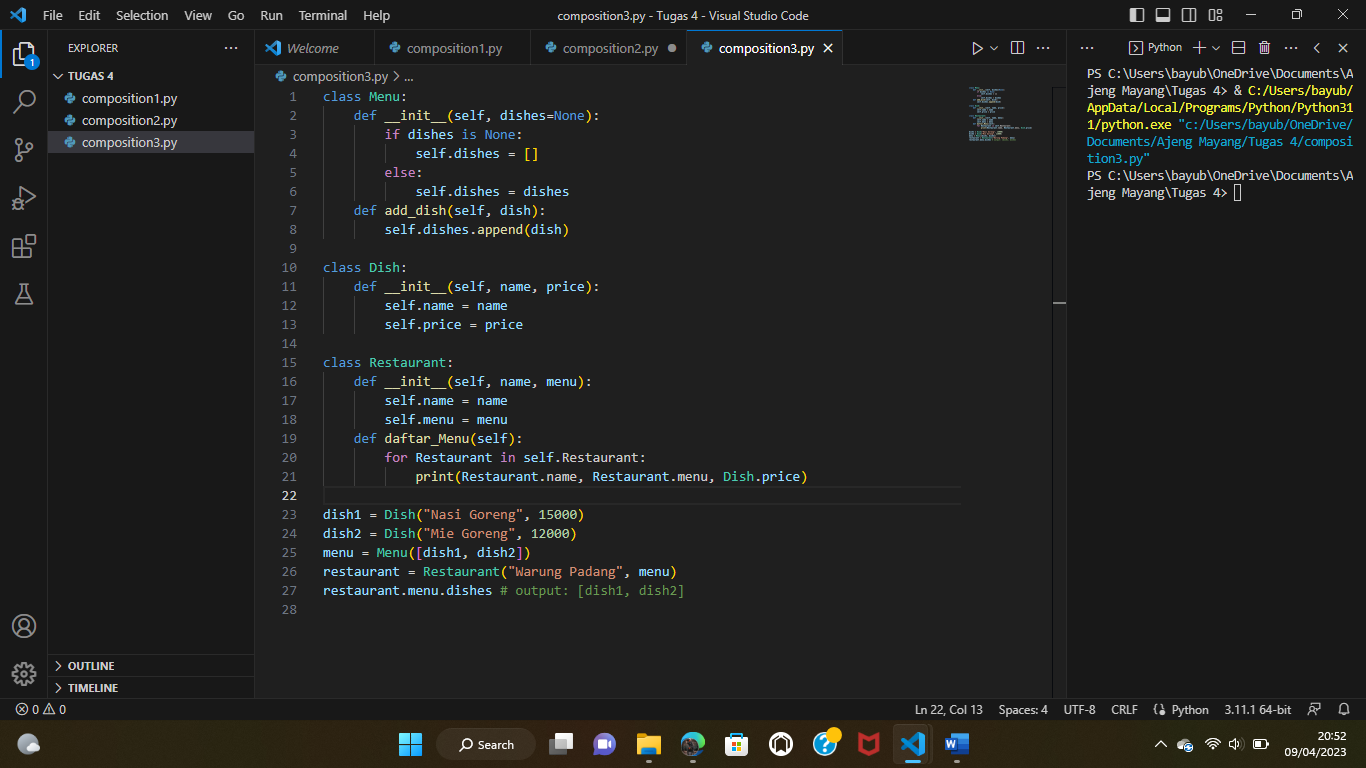 File Edit Selection View Go Run Terminal Help
composition3.py - Tugas 4 - Visual Studio Code
EXPLORER
TUGAS 4
composition1.py
composition2.py
composition3.py
OUTLINE
TIMELINE
1
Welcome composition1.py composition2.py composition3.py
composition3.py > ...
1 class Menu:
2     def __init__(self, dishes=None):
3         if dishes is None:
4             self.dishes = []
5         else:
6             self.dishes = dishes
7     def add_dish(self, dish):
8         self.dishes.append(dish)
9
10 class Dish:
11     def __init__(self, name, price):
12         self.name = name
13         self.price = price
14
15 class Restaurant:
16     def __init__(self, name, menu):
17         self.name = name
18         self.menu = menu
19     def daftar_Menu(self):
20         for Restaurant in self.Restaurant:
21             print(Restaurant.name, Restaurant.menu, Dish.price)
22
23 dish1 = Dish("Nasi Goreng", 15000)
24 dish2 = Dish("Mie Goreng", 12000)
25 menu = Menu([dish1, dish2])
26 restaurant = Restaurant("Warung Padang", menu)
27 restaurant.menu.dishes # output: [dish1, dish2]
28
Python
PS C:\Users\bayub\OneDrive\Documents\A
jeng Mayang\Tugas 4> & C:/Users/bayub/
AppData/Local/Programs/Python/Python31
1/python.exe "c:/Users/bayub/OneDrive/
Documents/Ajeng Mayang/Tugas 4/composi
tion3.py"
PS C:\Users\bayub\OneDrive\Documents\A
jeng Mayang\Tugas 4>
0 0
Ln 22, Col 13 Spaces: 4 UTF-8 CRLF Python 3.11.1 64-bit
Search
20:52
09/04/2023